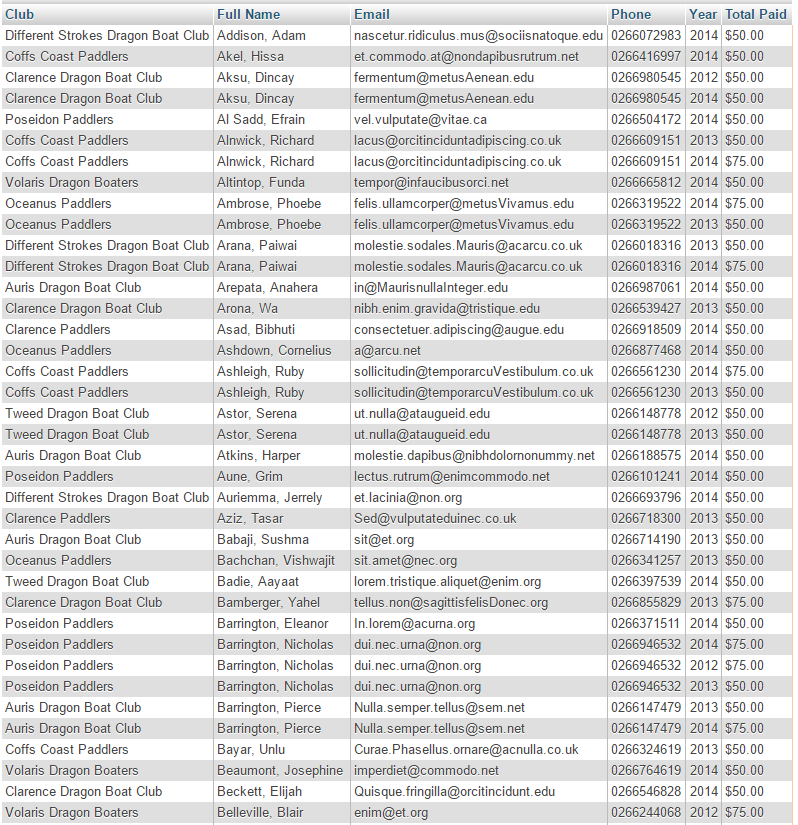 Club Full Name Email Phone Year Total Paid
Different Strokes Dragon Boat Club Addison, Adam nascetur.ridiculus.mus@sociisnatoque.edu 0266072983 2014 $50.00
Coffs Coast Paddlers Akel, Hissa et.commodo.at@nondapibusrutrum.net 0266416997 2014 $50.00
Clarence Dragon Boat Club Aksu, Dincay fermentum@metusAenean.edu 0266980545 2012 $50.00
Clarence Dragon Boat Club Aksu, Dincay fermentum@metusAenean.edu 0266980545 2014 $50.00
Poseidon Paddlers Al Sadd, Efrain vel.vulputate@vitae.ca 0266504172 2014 $50.00
Coffs Coast Paddlers Alnwick, Richard lacus@orcitinciduntadipiscing.co.uk 0266609151 2013 $50.00
Coffs Coast Paddlers Alnwick, Richard lacus@orcitinciduntadipiscing.co.uk 0266609151 2014 $75.00
Volaris Dragon Boaters Altintop, Funda tempor@infaucibusorci.net 0266665812 2014 $50.00
Oceanus Paddlers Ambrose, Phoebe felis.ullamcorper@metusVivamus.edu 0266319522 2014 $75.00
Oceanus Paddlers Ambrose, Phoebe felis.ullamcorper@metusVivamus.edu 0266319522 2013 $50.00
Different Strokes Dragon Boat Club Arana, Paiwai molestie.sodales.Mauris@acarcu.co.uk 0266018316 2013 $50.00
Different Strokes Dragon Boat Club Arana, Paiwai molestie.sodales.Mauris@acarcu.co.uk 0266018316 2014 $75.00
Auris Dragon Boat Club Arepata, Anahera in@MaurisnullaInteger.edu 0266987061 2014 $50.00
Clarence Dragon Boat Club Arona, Wa nibh.enim.gravida@tristique.edu 0266539427 2013 $50.00
Clarence Paddlers Asad, Bibhuti consectetuer.adipiscing@augue.edu 0266918509 2014 $50.00
Oceanus Paddlers Ashdown, Cornelius a@arcu.net 0266877468 2014 $50.00
Coffs Coast Paddlers Ashleigh, Ruby sollicitudin@temporarcuVestibulum.co.uk 0266561230 2014 $75.00
Coffs Coast Paddlers Ashleigh, Ruby sollicitudin@temporarcuVestibulum.co.uk 0266561230 2013 $50.00
Tweed Dragon Boat Club Astor, Serena ut.nulla@ataugueid.edu 0266148778 2012 $50.00
Tweed Dragon Boat Club Astor, Serena ut.nulla@ataugueid.edu 0266148778 2013 $50.00
Auris Dragon Boat Club Atkins, Harper molestie.dapibus@nibhdolornonummy.net 0266188575 2014 $50.00
Poseidon Paddlers Aune, Grim lectus.rutrum@enimcommodo.net 0266101241 2014 $50.00
Different Strokes Dragon Boat Club Auriemma, Jerrely et.lacinia@non.org 0266693796 2014 $50.00
Clarence Paddlers Aziz, Tasar Sed@vulputateduinec.co.uk 0266718300 2013 $50.00
Auris Dragon Boat Club Babaji, Sushma sit@et.org 0266714190 2013 $50.00
Oceanus Paddlers Bachchan, Vishwajit sit.amet@nec.org 0266341257 2013 $50.00
Tweed Dragon Boat Club Badie, Aayaat lorem.tristique.aliquet@enim.org 0266397539 2014 $50.00
Clarence Dragon Boat Club Bamberger, Yahel tellus.non@sagittisfelisDonec.org 0266855829 2013 $75.00
Poseidon Paddlers Barrington, Eleanor In.lorem@acurna.org 0266371511 2014 $50.00
Poseidon Paddlers Barrington, Nicholas dui.nec.urna@non.org 0266946532 2014 $75.00
Poseidon Paddlers Barrington, Nicholas dui.nec.urna@non.org 0266946532 2012 $75.00
Poseidon Paddlers Barrington, Nicholas dui.nec.urna@non.org 0266946532 2013 $50.00
Auris Dragon Boat Club Barrington, Pierce Nulla.semper.tellus@sem.net 0266147479 2013 $50.00
Auris Dragon Boat Club Barrington, Pierce Nulla.semper.tellus@sem.net 0266147479 2014 $75.00
Coffs Coast Paddlers Bayar, Unlu Curae.Phasellus.ornare@acnulla.co.uk 0266324619 2013 $50.00
Volaris Dragon Boaters Beaumont, Josephine imperdiet@commodo.net 0266764619 2014 $50.00
Clarence Dragon Boat Club Beckett, Elijah Quisque.fringilla@orcitincidunt.edu 0266546828 2014 $50.00
Volaris Dragon Boaters Belleville, Blair enim@et.org 0266244068 2012 $75.00